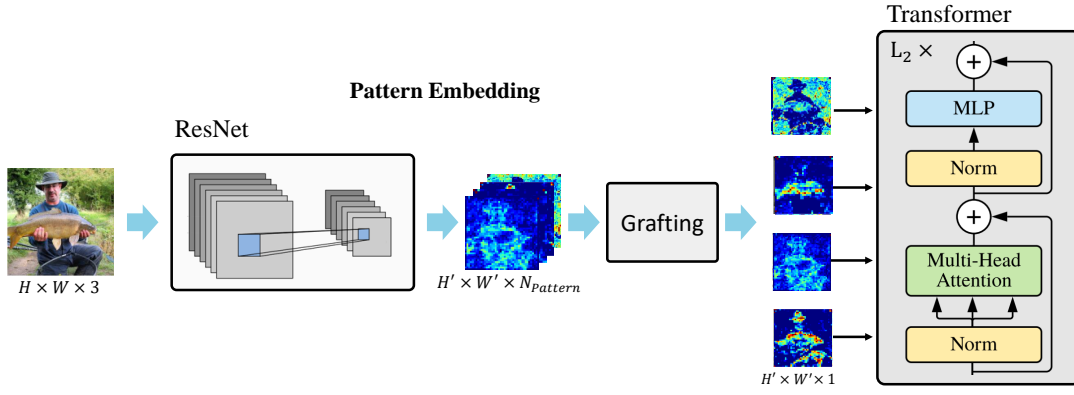 Transformer
L₂ ×
+
MLP
Norm
+
Multi-Head
Attention
Norm
Pattern Embedding
ResNet
Grafting
H × W × 3
H′ × W′ × N_Pattern
H′ × W′ × 1